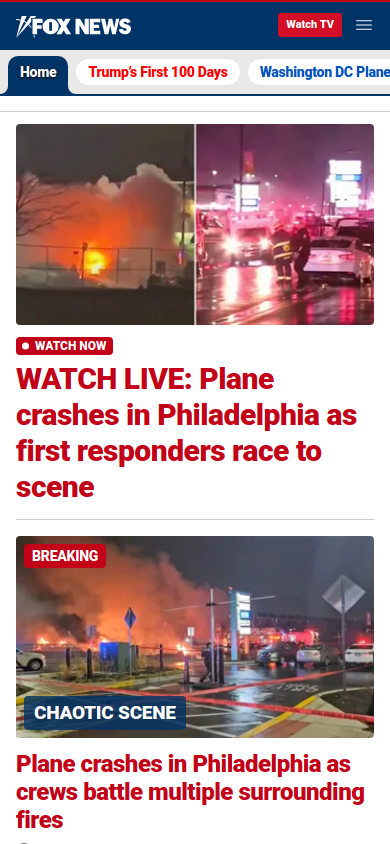 FOX NEWS
Watch TV
Home
Trump's First 100 Days
Washington DC Plane
WATCH NOW
WATCH LIVE: Plane
crashes in Philadelphia as
first responders race to
scene
BREAKING
CHAOTIC SCENE
Plane crashes in Philadelphia as
crews battle multiple surrounding
fires